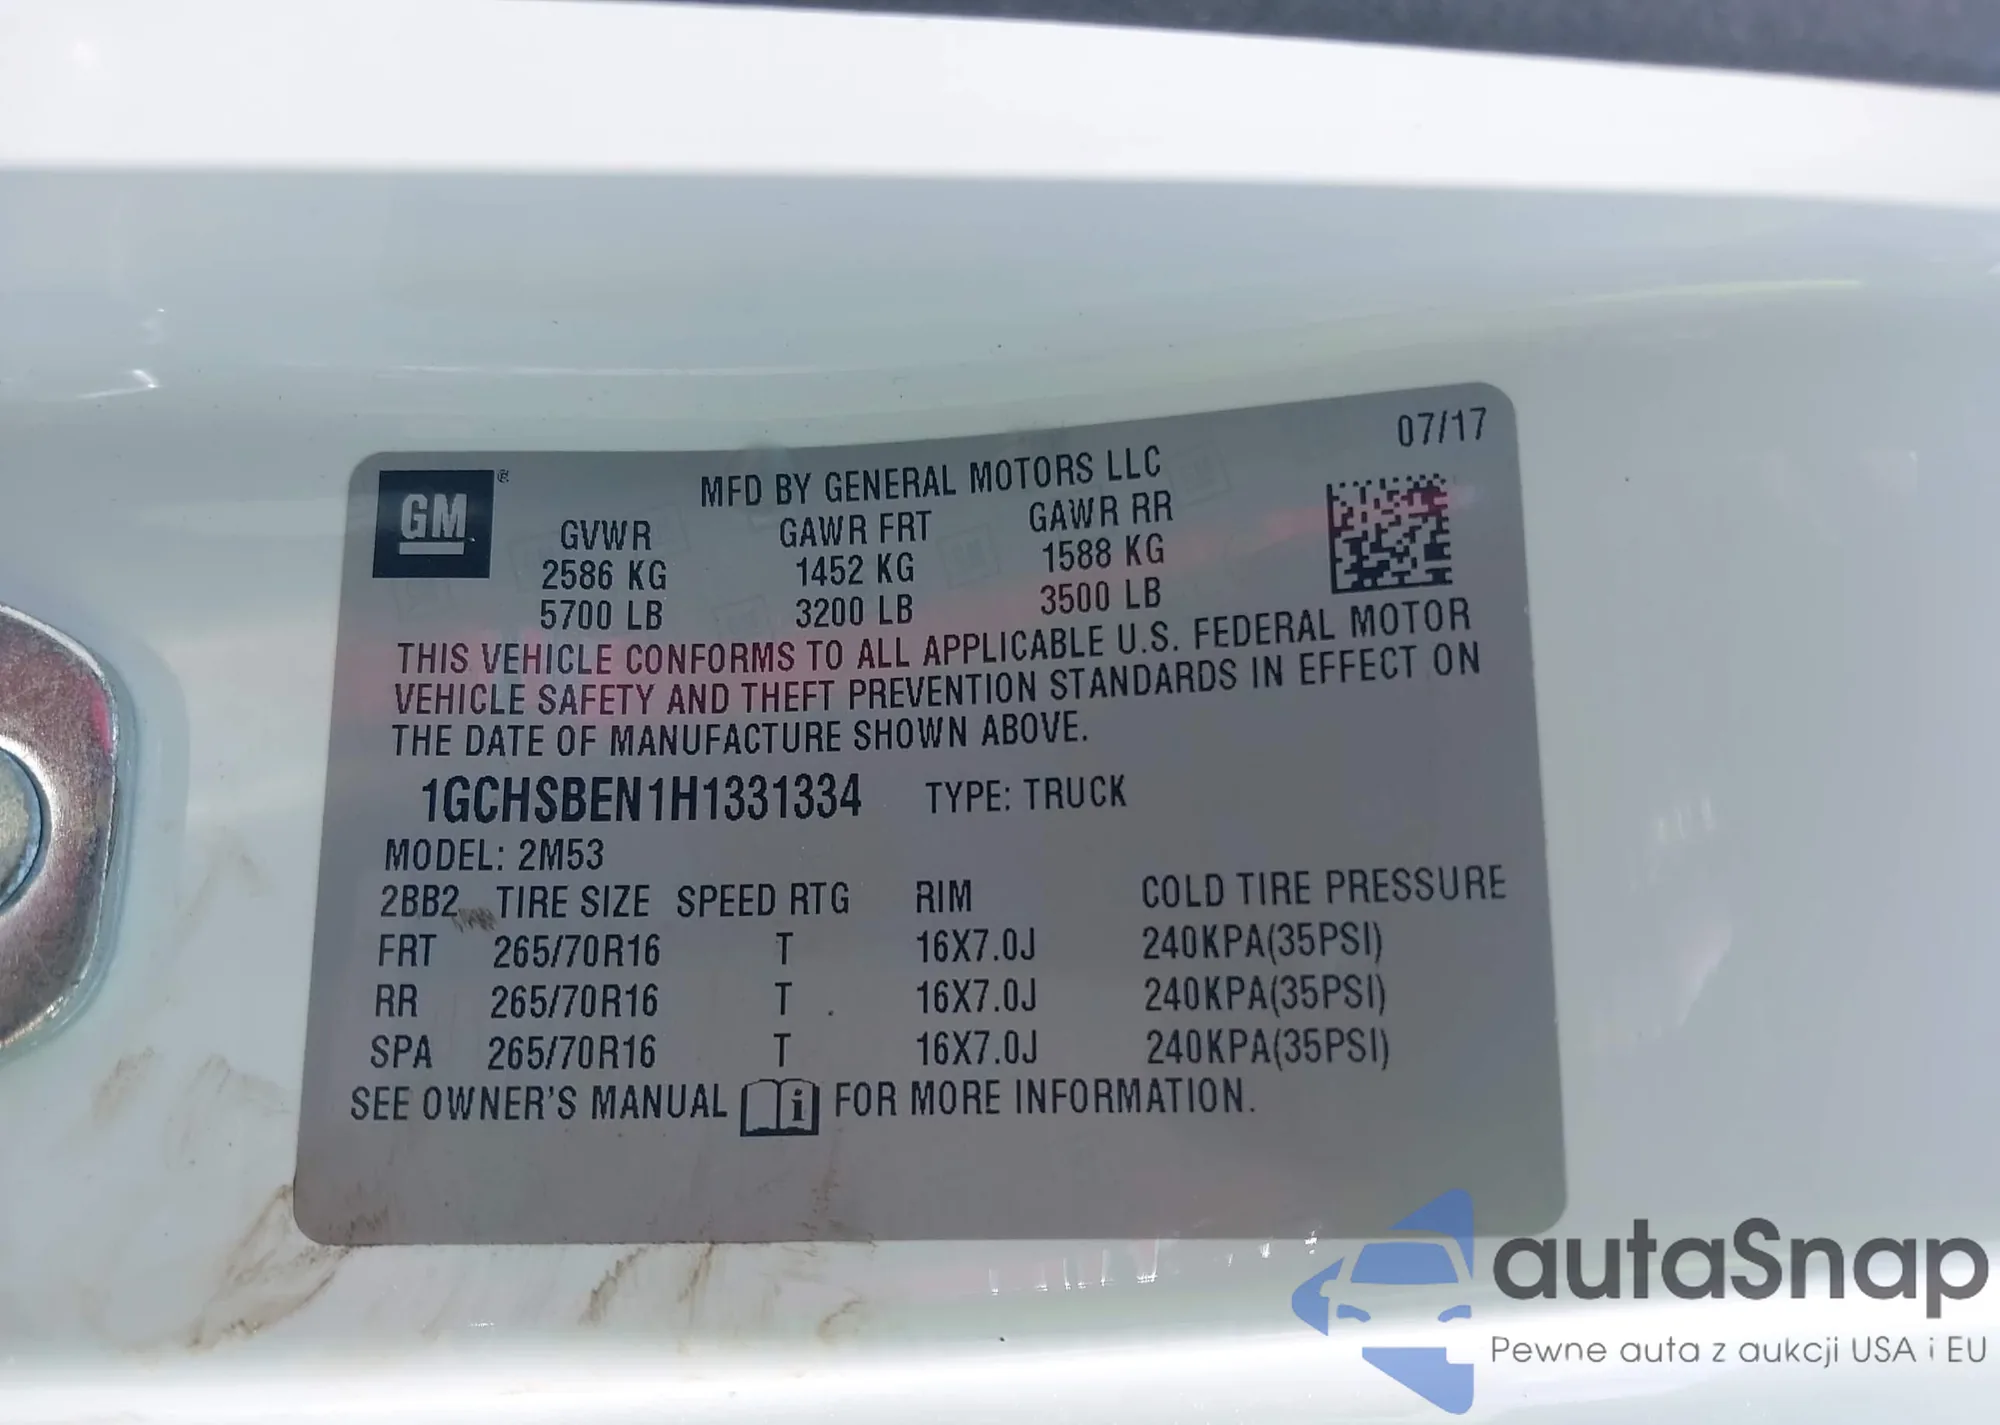 07/17
GM ®
MFD BY GENERAL MOTORS LLC
GVWR GAWR FRT GAWR RR
2586 KG 1452 KG 1588 KG
5700 LB 3200 LB 3500 LB
THIS VEHICLE CONFORMS TO ALL APPLICABLE U.S. FEDERAL MOTOR
VEHICLE SAFETY AND THEFT PREVENTION STANDARDS IN EFFECT ON
THE DATE OF MANUFACTURE SHOWN ABOVE.
1GCHSBEN1H1331334 TYPE: TRUCK
MODEL: 2M53
2BB2 TIRE SIZE SPEED RTG RIM COLD TIRE PRESSURE
FRT 265/70R16 T 16X7.0J 240KPA(35PSI)
RR 265/70R16 T 16X7.0J 240KPA(35PSI)
SPA 265/70R16 T 16X7.0J 240KPA(35PSI)
SEE OWNER'S MANUAL i FOR MORE INFORMATION.
autaSnap
Pewne auta z aukcji USA i EU